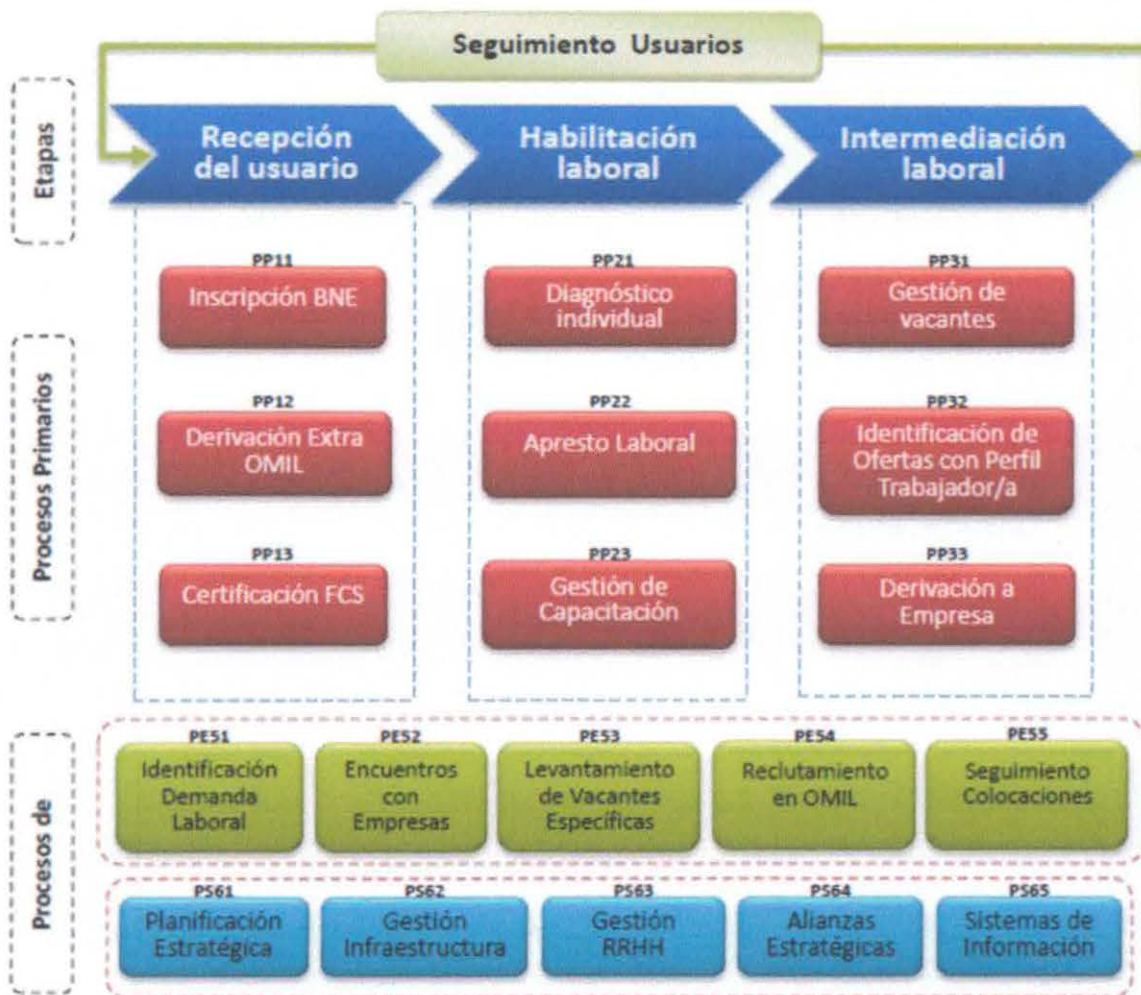 Seguimiento Usuarios
Etapas
Recepción
del usuario
Habilitación
laboral
Intermediación
laboral
Procesos Primarios
PP11
Inscripción BNE
PP21
Diagnóstico
individual
PP31
Gestión de
vacantes
PP12
Derivación Extra
OMIL
PP22
Apresto Laboral
PP32
Identificación de
Ofertas con Perfil
Trabajador/a
PP13
Certificación FCS
PP23
Gestión de
Capacitación
PP33
Derivación a
Empresa
Procesos de
PE51
Identificación
Demanda
Laboral
PE52
Encuentros
con
Empresas
PE53
Levantamiento
de Vacantes
Específicas
PE54
Reclutamiento
en OMIL
PE55
Seguimiento
Colocaciones
PS61
Planificación
Estratégica
PS62
Gestión
Infraestructura
PS63
Gestión
RRHH
PS64
Alianzas
Estratégicas
PS65
Sistemas de
Información